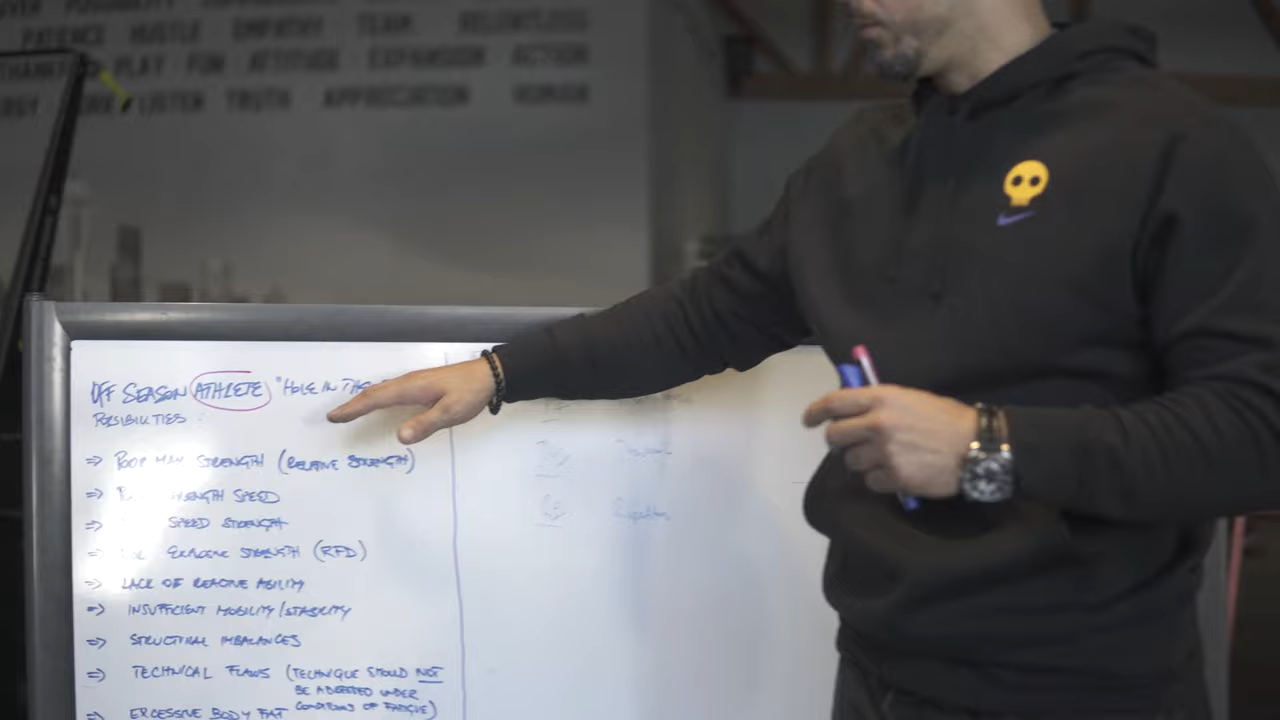 PATIENCE HUSTLE EMPATHY TEAM RELENTLESS
PLAY FUN ATTITUDE EXPANSION ACTION
LISTEN TRUTH APPRECIATION HUMAN
OFF SEASON ATHLETE "HOLE IN THE
POSIBILITIES :
=> POOR MAX STRENGTH (RELATIVE STRENGTH)
=> STRENGTH SPEED
=> SPEED STRENGTH
=> EXPLOSIVE STRENGTH (RFD)
=> LACK OF REACTIVE ABILITY
=> INSUFFICIENT MOBILITY/STABILITY
=> STRUCTURAL IMBALANCES
=> TECHNICAL FLAWS (TECHNIQUE SHOULD NOT
BE ADRESSED UNDER
CONDITIONS OF FATIGUE)
=> EXCESSIVE BODY FAT